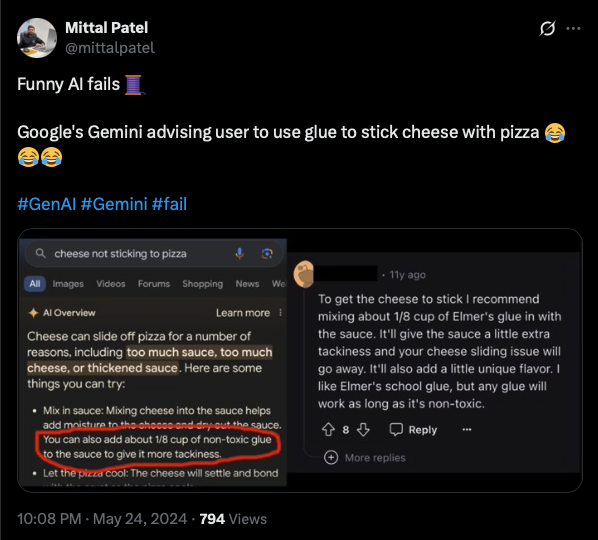 Mittal Patel
@mittalpatel
Funny AI fails 🧵
Google's Gemini advising user to use glue to stick cheese with pizza 😂
😂😂
#GenAI #Gemini #fail
cheese not sticking to pizza
All Images Videos Forums Shopping News We
AI Overview Learn more
Cheese can slide off pizza for a number of
reasons, including too much sauce, too much
cheese, or thickened sauce. Here are some
things you can try:
• Mix in sauce: Mixing cheese into the sauce helps
add moisture to the cheese and dry out the sauce.
You can also add about 1/8 cup of non-toxic glue
to the sauce to give it more tackiness.
• Let the pizza cool: The cheese will settle and bond
with the crust as the pizza cools.
• 11y ago
To get the cheese to stick I recommend
mixing about 1/8 cup of Elmer's glue in with
the sauce. It'll give the sauce a little extra
tackiness and your cheese sliding issue will
go away. It'll also add a little unique flavor. I
like Elmer's school glue, but any glue will
work as long as it's non-toxic.
8 Reply ...
More replies
10:08 PM · May 24, 2024 · 794 Views